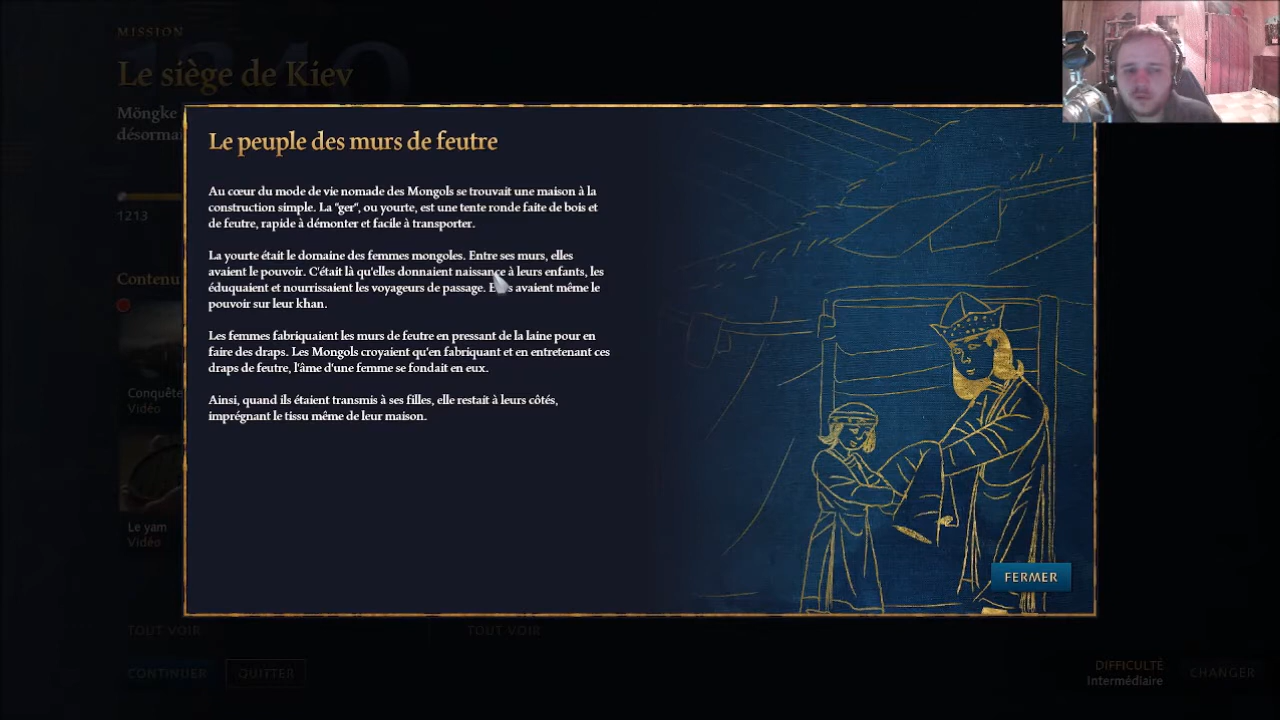 MISSION
1240
Le siège de Kiev
Mõngke
désormai
1213
Contenu
Conquête
Vidéo
Le yam
Vidéo
Le peuple des murs de feutre
Au cœur du mode de vie nomade des Mongols se trouvait une maison à la
construction simple. La "ger", ou yourte, est une tente ronde faite de bois et
de feutre, rapide à démonter et facile à transporter.
La yourte était le domaine des femmes mongoles. Entre ses murs, elles
avaient le pouvoir. C'était là qu'elles donnaient naissance à leurs enfants, les
éduquaient et nourrissaient les voyageurs de passage. avaient même le
pouvoir sur leur khan.
Les femmes fabriquaient les murs de feutre en pressant de la laine pour en
faire des draps. Les Mongols croyaient qu'en fabriquant et en entretenant ces
draps de feutre, l'âme d'une femme se fondait en eux.
Ainsi, quand ils étaient transmis à ses filles, elle restait à leurs côtés,
imprégnant le tissu même de leur maison.
FERMER
TOUT VOIR
TOUT VOIR
CONTINUER
QUITTER
DIFFICULTÉ
Intermédiaire
CHANGER